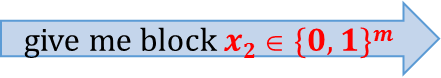 give me block x₂ ∈ {0, 1}ᵐ